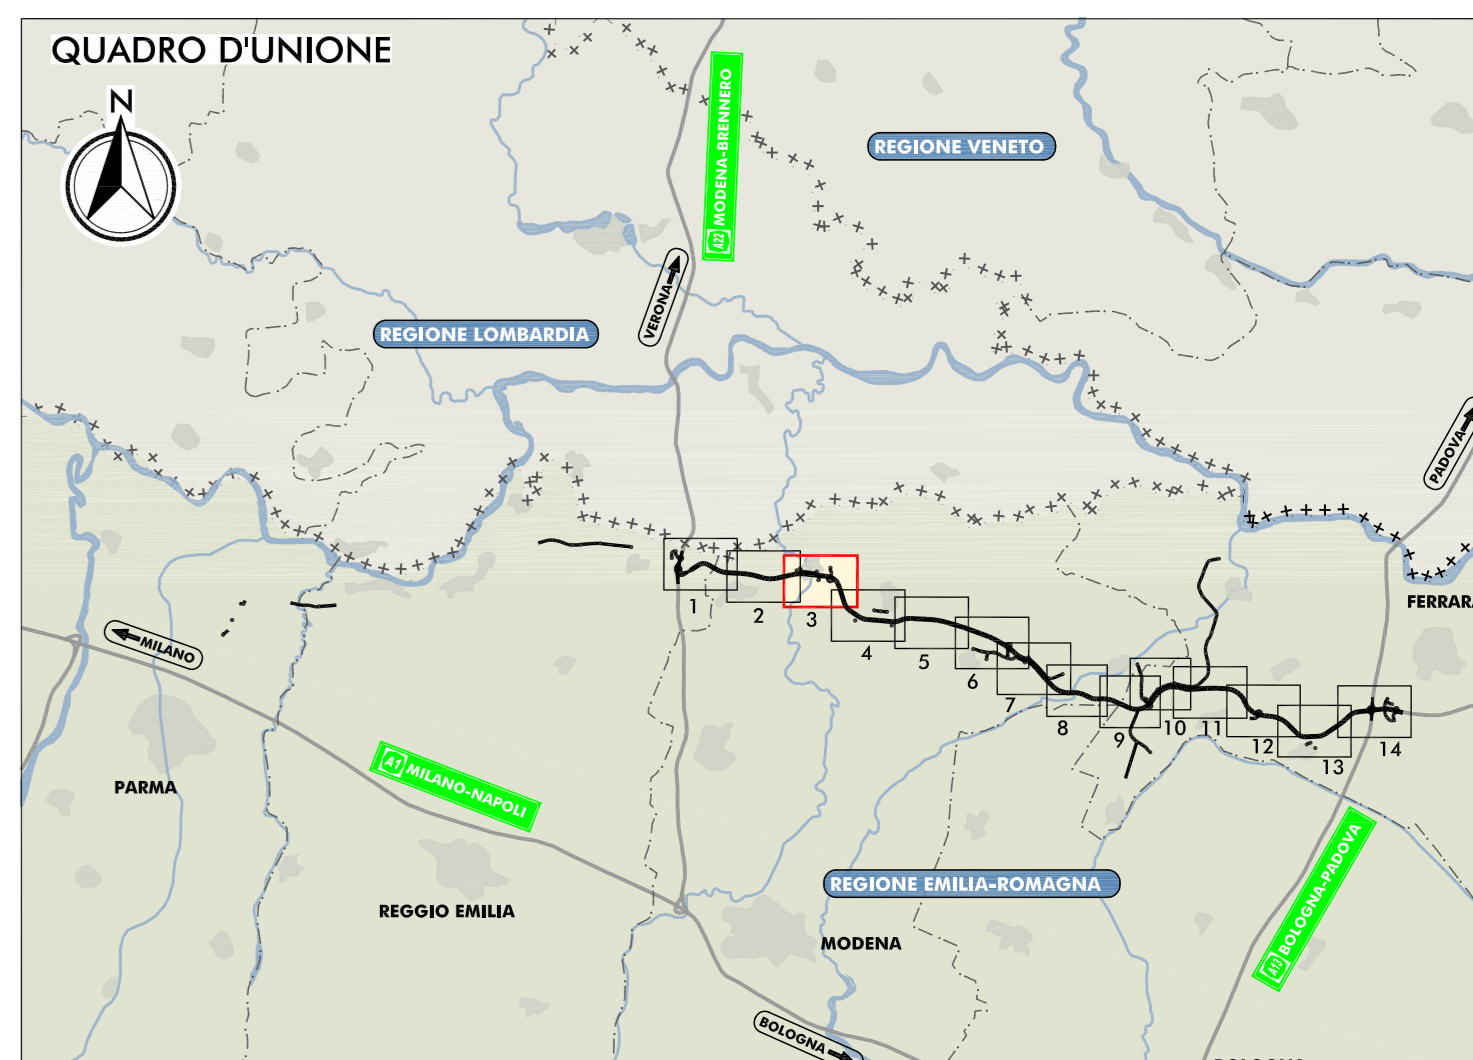 QUADRO D'UNIONE
N
A22 MODENA-BRENNERO
REGIONE VENETO
VERONA
REGIONE LOMBARDIA
PADOVA
FERRARA
1
2
3
4
5
6
7
8
9
10
11
12
13
14
MILANO
PARMA
A1 MILANO-NAPOLI
REGGIO EMILIA
REGIONE EMILIA-ROMAGNA
MODENA
A13 BOLOGNA-PADOVA
BOLOGNA